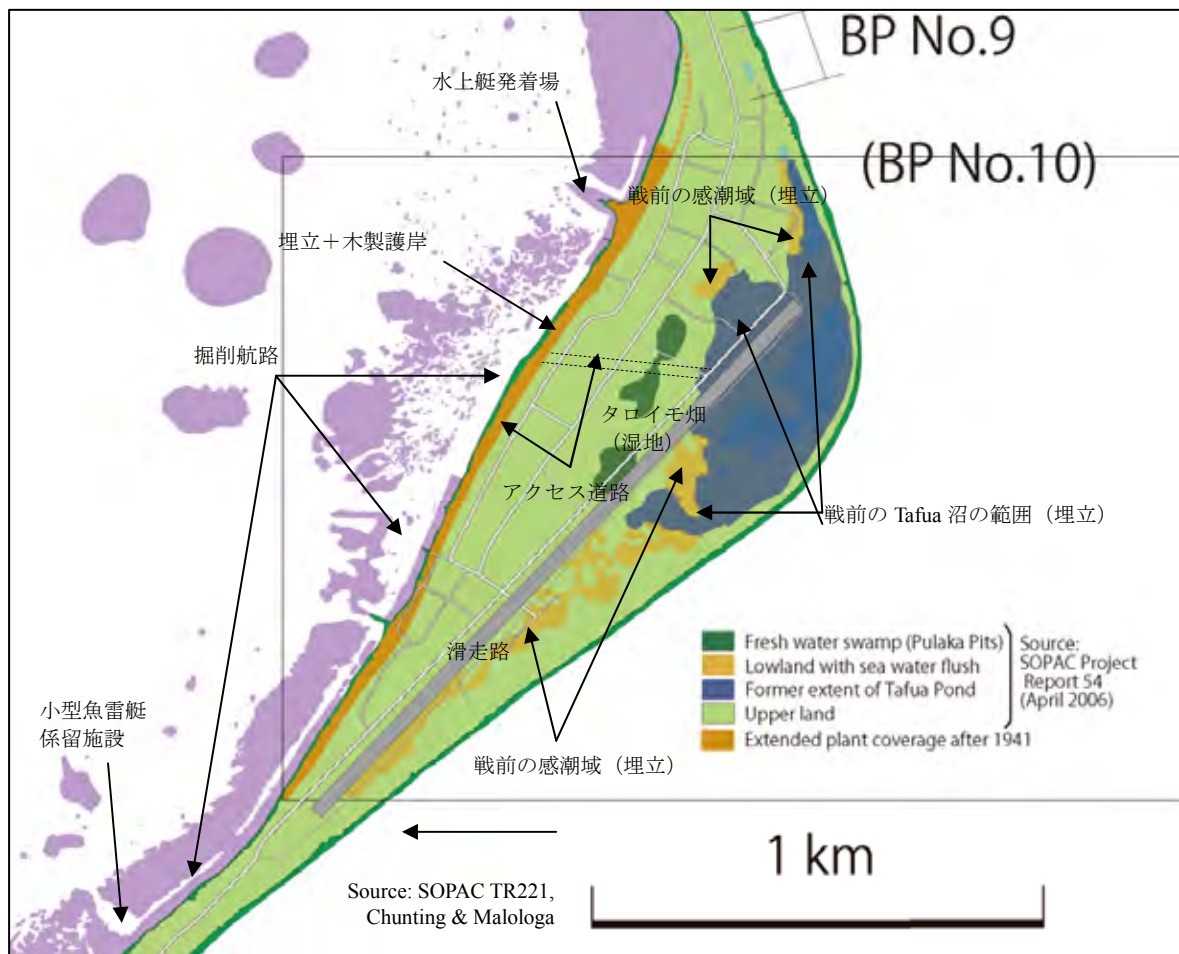 BP No.9
水上艇発着場
(BP No.10)
戦前の感潮域（埋立）
埋立＋木製護岸
掘削航路
タロイモ畑
（湿地）
アクセス道路
戦前の Tafua 沼の範囲（埋立）
滑走路
Fresh water swamp (Pulaka Pits)
Lowland with sea water flush
Former extent of Tafua Pond
Upper land
Extended plant coverage after 1941
Source:
SOPAC Project
Report 54
(April 2006)
小型魚雷艇
係留施設
戦前の感潮域（埋立）
1 km
Source: SOPAC TR221,
Chunting & Malologa